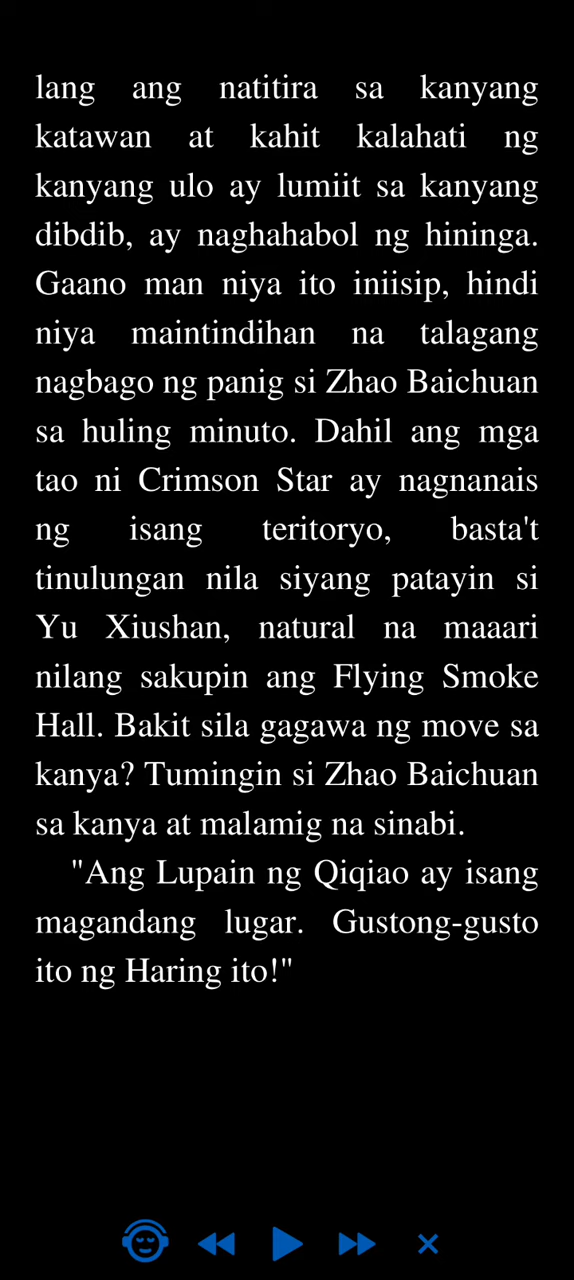 lang ang natitira sa kanyang
katawan at kahit kalahati ng
kanyang ulo ay lumiit sa kanyang
dibdib, ay naghahabol ng hininga.
Gaano man niya ito iniisip, hindi
niya maintindihan na talagang
nagbago ng panig si Zhao Baichuan
sa huling minuto. Dahil ang mga
tao ni Crimson Star ay nagnanais
ng isang teritoryo, basta't
tinulungan nila siyang patayin si
Yu Xiushan, natural na maaari
nilang sakupin ang Flying Smoke
Hall. Bakit sila gagawa ng move sa
kanya? Tumingin si Zhao Baichuan
sa kanya at malamig na sinabi.
"Ang Lupain ng Qiqiao ay isang
magandang lugar. Gustong-gusto
ito ng Haring ito!"